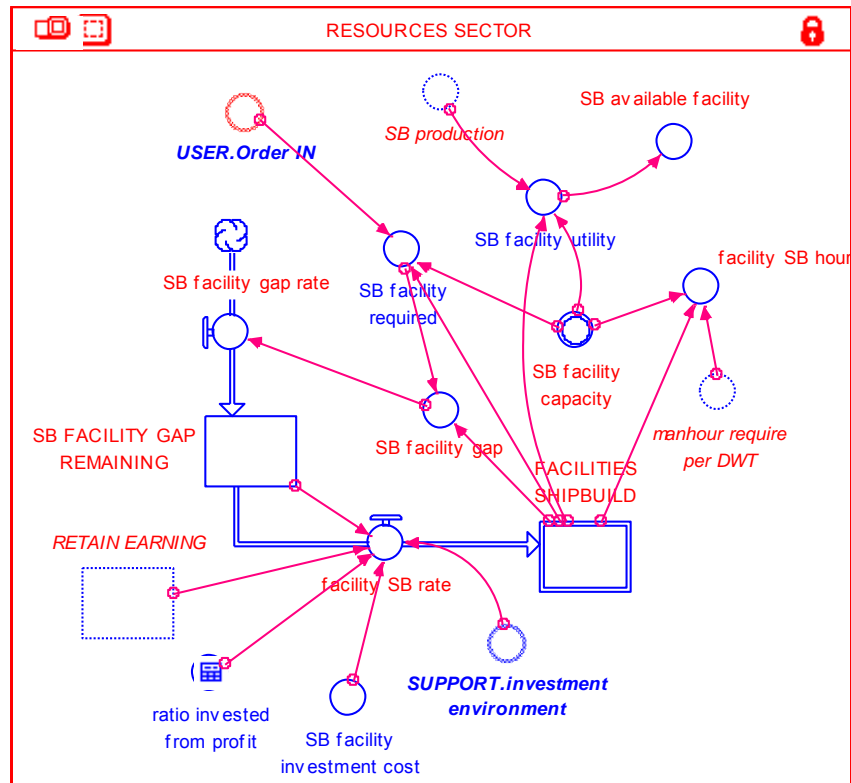 RESOURCES SECTOR
SB available facility
SB production
USER.Order IN
SB facility utility
facility SB hour
SB facility gap rate
SB facility
required
SB facility
capacity
manhour require
per DWT
SB facility gap
SB FACILITY GAP
REMAINING
FACILITIES
SHIPBUILD
RETAIN EARNING
facility SB rate
SUPPORT.investment
environment
ratio invested
from profit
SB facility
investment cost